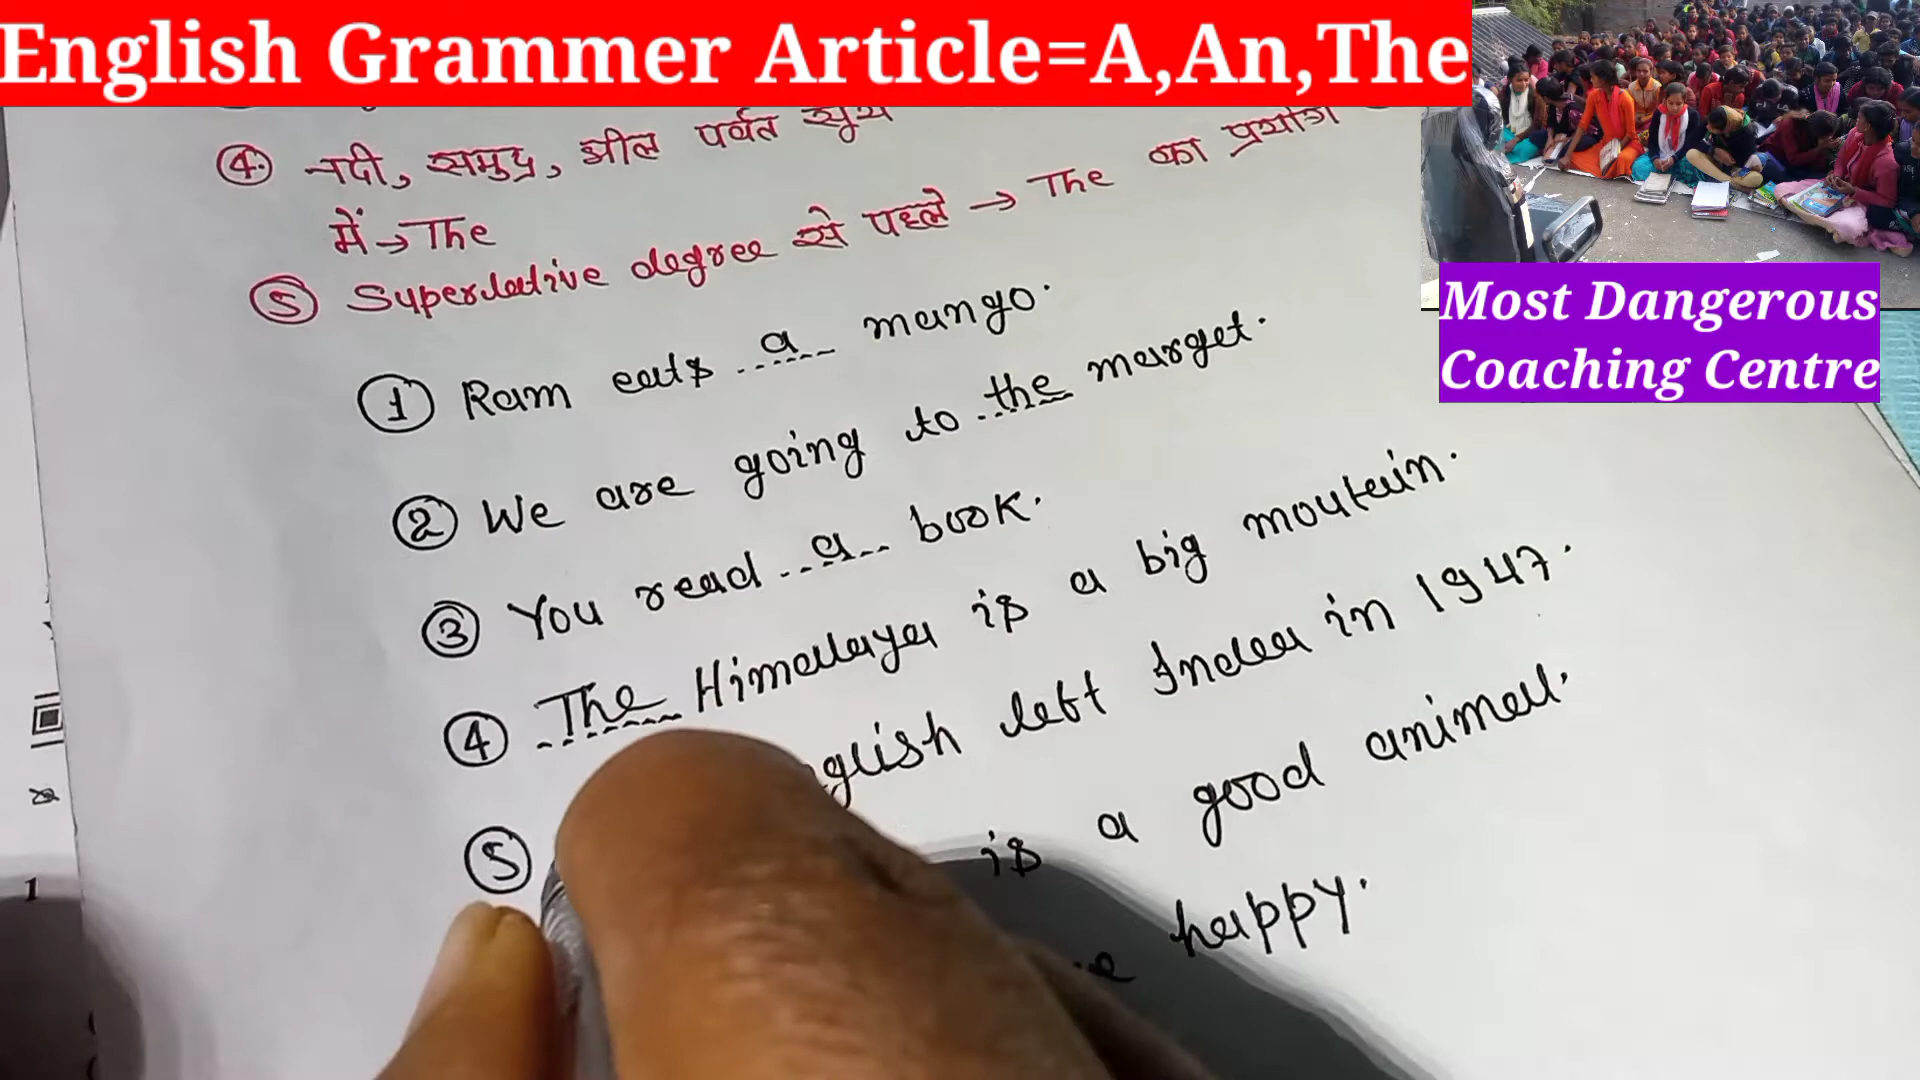 English Grammer Article=A,An,The
④ नदी, समुद्र, झील पर्वत सूर्य
में→The
⑤ Superlative degree से पहले → The का प्रयोग
Most Dangerous
Coaching Centre
① Ram eats ...a... mango.
② We are going to ...the... marget.
③ You read ...a... book.
④ ...The... Himalaya is a big moutain.
⑤ glish left India in 1947.
is a good animal.
happy.
1